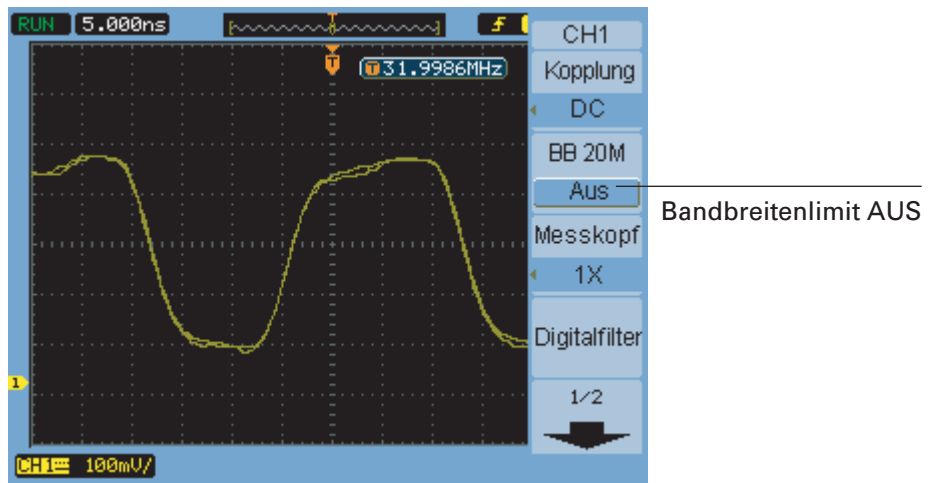 RUN 5.000ns
CH1
T
T 31.9986MHz
Kopplung
DC
BB 20M
Aus
Bandbreitenlimit AUS
Messkopf
1X
Digitalfilter
1
1/2
CH1 100mV/